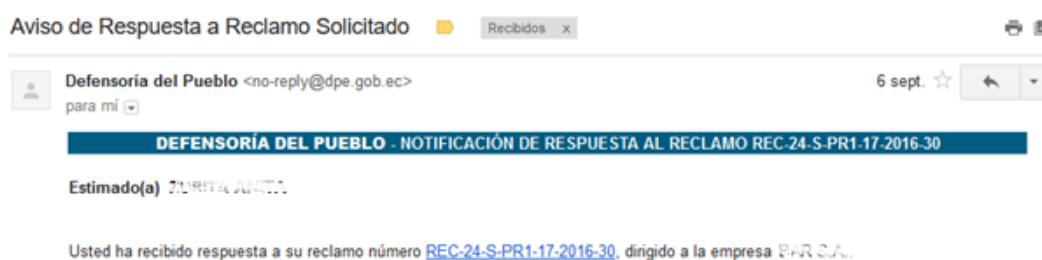 Aviso de Respuesta a Reclamo Solicitado Recibidos x
Defensoría del Pueblo <no-reply@dpe.gob.ec> 6 sept.
para mí
DEFENSORÍA DEL PUEBLO - NOTIFICACIÓN DE RESPUESTA AL RECLAMO REC-24-S-PR1-17-2016-30
Estimado(a)
Usted ha recibido respuesta a su reclamo número REC-24-S-PR1-17-2016-30, dirigido a la empresa